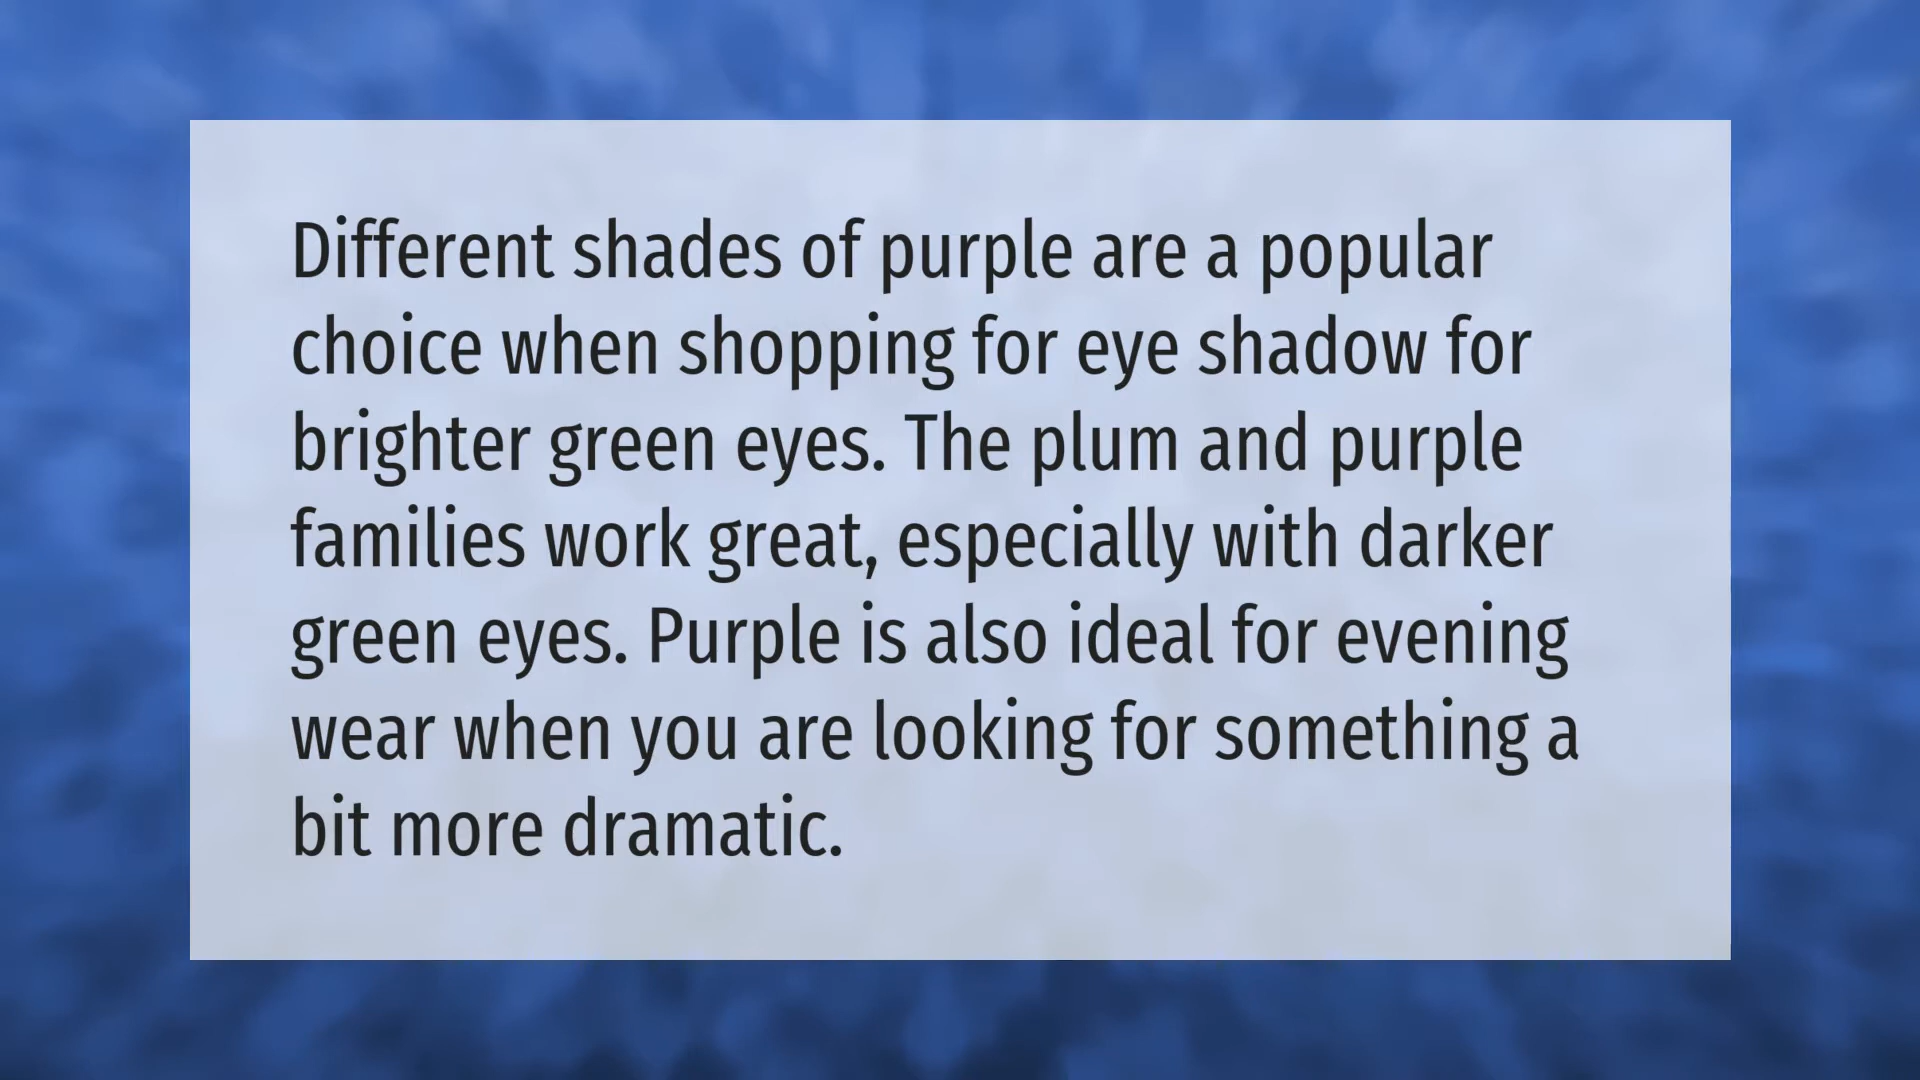 Different shades of purple are a popular
choice when shopping for eye shadow for
brighter green eyes. The plum and purple
families work great, especially with darker
green eyes. Purple is also ideal for evening
wear when you are looking for something a
bit more dramatic.